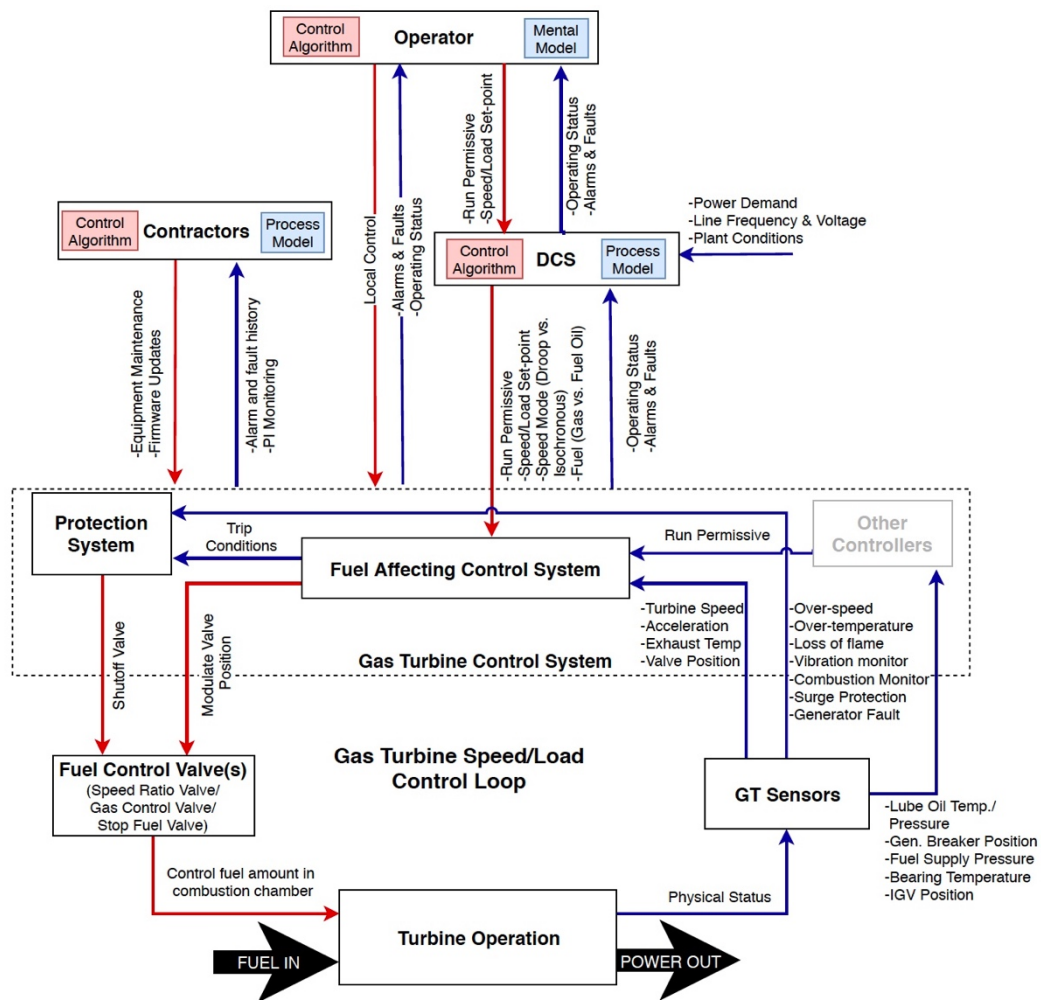 Control
Algorithm
Operator
Mental
Model
-Run Permissive
-Speed/Load Set-point
-Operating Status
-Alarms & Faults
-Power Demand
-Line Frequency & Voltage
-Plant Conditions
Control
Algorithm
Contractors
Process
Model
Local Control
-Alarms & Faults
-Operating Status
Control
Algorithm
DCS
Process
Model
-Equipment Maintenance
-Firmware Updates
-Alarm and fault history
-PI Monitoring
-Run Permissive
-Speed/Load Set-point
-Speed Mode (Droop vs.
Isochronous)
-Fuel (Gas vs. Fuel Oil)
-Operating Status
-Alarms & Faults
Protection
System
Trip
Conditions
Fuel Affecting Control System
Run Permissive
Other
Controllers
-Turbine Speed
-Acceleration
-Exhaust Temp
-Valve Position
-Over-speed
-Over-temperature
-Loss of flame
-Vibration monitor
-Combustion Monitor
-Surge Protection
-Generator Fault
Gas Turbine Control System
Shutoff Valve
Modulate Valve
Position
Gas Turbine Speed/Load
Control Loop
Fuel Control Valve(s)
(Speed Ratio Valve/
Gas Control Valve/
Stop Fuel Valve)
GT Sensors
-Lube Oil Temp./
Pressure
-Gen. Breaker Position
-Fuel Supply Pressure
-Bearing Temperature
-IGV Position
Control fuel amount in
combustion chamber
Physical Status
Turbine Operation
FUEL IN
POWER OUT